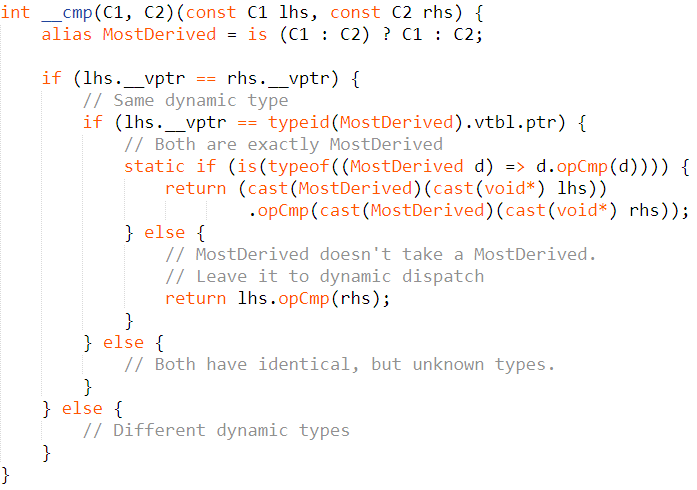 int __cmp(C1, C2)(const C1 lhs, const C2 rhs) {
    alias MostDerived = is (C1 : C2) ? C1 : C2;

    if (lhs.__vptr == rhs.__vptr) {
        // Same dynamic type
        if (lhs.__vptr == typeid(MostDerived).vtbl.ptr) {
            // Both are exactly MostDerived
            static if (is(typeof((MostDerived d) => d.opCmp(d)))) {
                return (cast(MostDerived)(cast(void*) lhs))
                        .opCmp(cast(MostDerived)(cast(void*) rhs));
            } else {
                // MostDerived doesn't take a MostDerived.
                // Leave it to dynamic dispatch
                return lhs.opCmp(rhs);
            }
        } else {
            // Both have identical, but unknown types.
        }
    } else {
        // Different dynamic types
    }
}